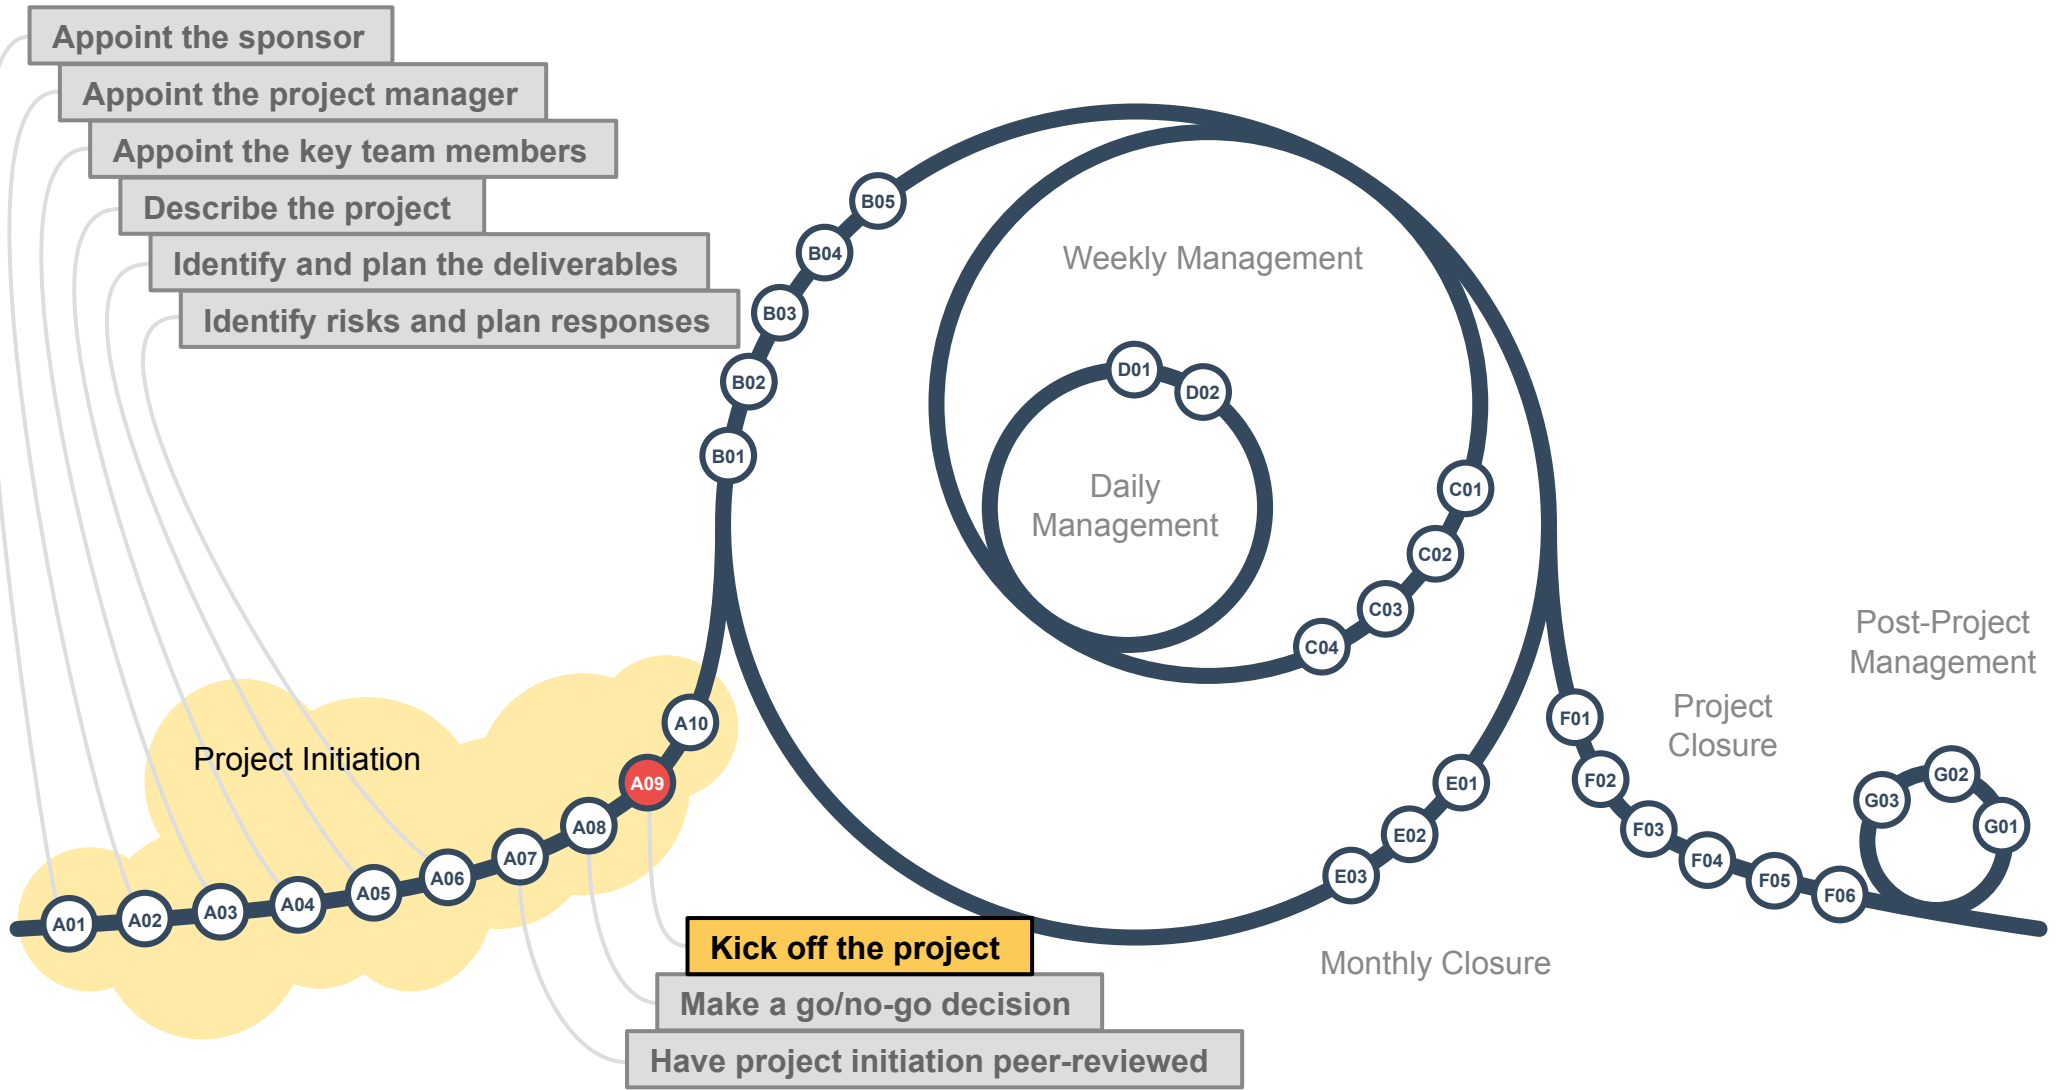 Appoint the sponsor
Appoint the project manager
Appoint the key team members
Describe the project
Identify and plan the deliverables
Identify risks and plan responses
B05
B04
B03
B02
B01
Weekly Management
D01
D02
Daily
Management
C01
C02
C03
C04
Project Initiation
A01
A02
A03
A04
A05
A06
A07
A08
A09
A10
Kick off the project
Make a go/no-go decision
Have project initiation peer-reviewed
E01
E02
E03
Monthly Closure
F01
F02
F03
F04
F05
F06
Project
Closure
Post-Project
Management
G03
G02
G01